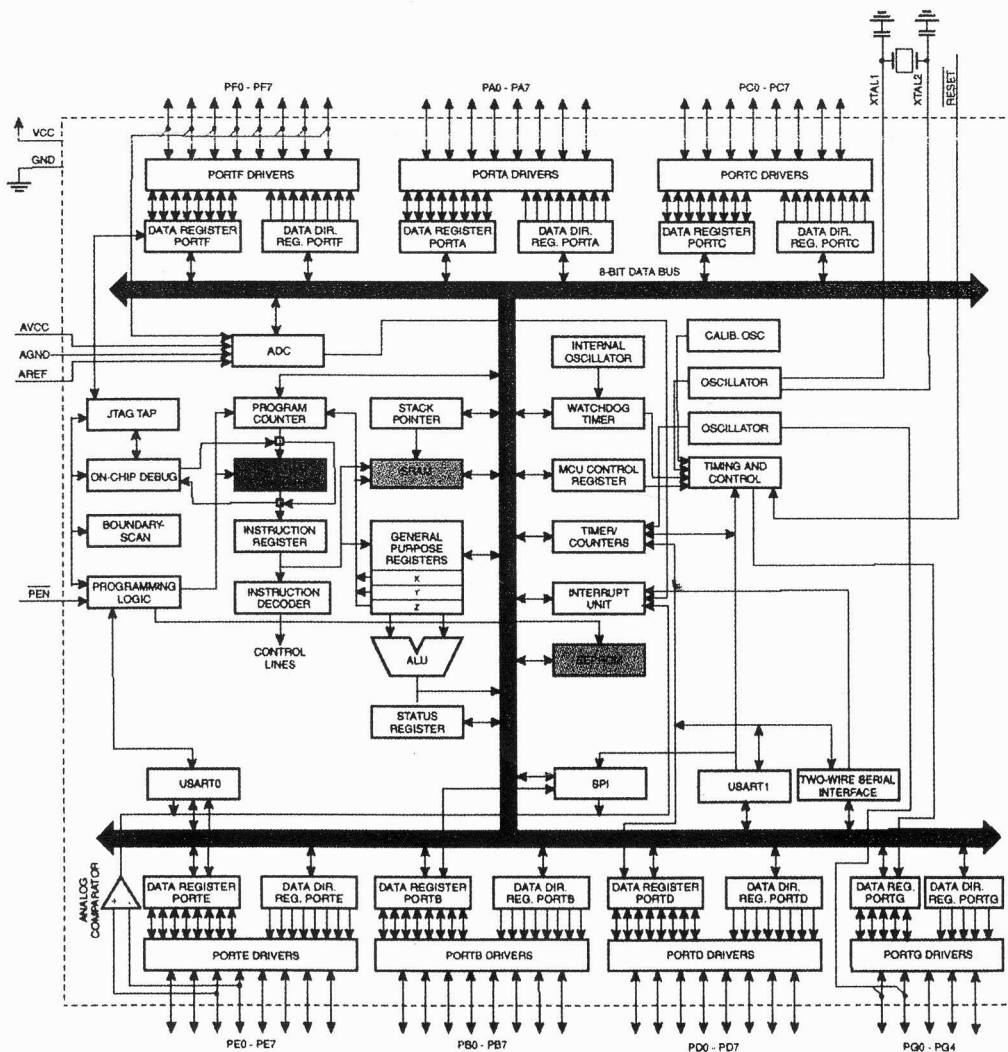 XTAL1
XTAL2
RESET
PF0 - PF7
PA0 - PA7
PC0 - PC7
VCC
GND
PORTF DRIVERS
PORTA DRIVERS
PORTC DRIVERS
DATA REGISTER
PORTF
DATA DIR.
REG. PORTF
DATA REGISTER
PORTA
DATA DIR.
REG. PORTA
DATA REGISTER
PORTC
DATA DIR.
REG. PORTC
8-BIT DATA BUS
AVCC
AGND
AREF
ADC
INTERNAL
OSCILLATOR
CALIB. OSC
OSCILLATOR
JTAG TAP
PROGRAM
COUNTER
STACK
POINTER
WATCHDOG
TIMER
OSCILLATOR
ON-CHIP DEBUG
SRAM
MCU CONTROL
REGISTER
TIMING AND
CONTROL
BOUNDARY-
SCAN
INSTRUCTION
REGISTER
GENERAL
PURPOSE
REGISTERS
X
Y
Z
TIMER/
COUNTERS
PEN
PROGRAMMING
LOGIC
INSTRUCTION
DECODER
INTERRUPT
UNIT
CONTROL
LINES
ALU
EEPROM
STATUS
REGISTER
USART0
SPI
USART1
TWO-WIRE SERIAL
INTERFACE
ANALOG
COMPARATOR
DATA REGISTER
PORTE
DATA DIR.
REG. PORTE
DATA REGISTER
PORTB
DATA DIR.
REG. PORTB
DATA REGISTER
PORTD
DATA DIR.
REG. PORTD
DATA REG.
PORTG
DATA DIR.
REG. PORTG
PORTE DRIVERS
PORTB DRIVERS
PORTD DRIVERS
PORTG DRIVERS
PE0 - PE7
PB0 - PB7
PD0 - PD7
PG0 - PG4